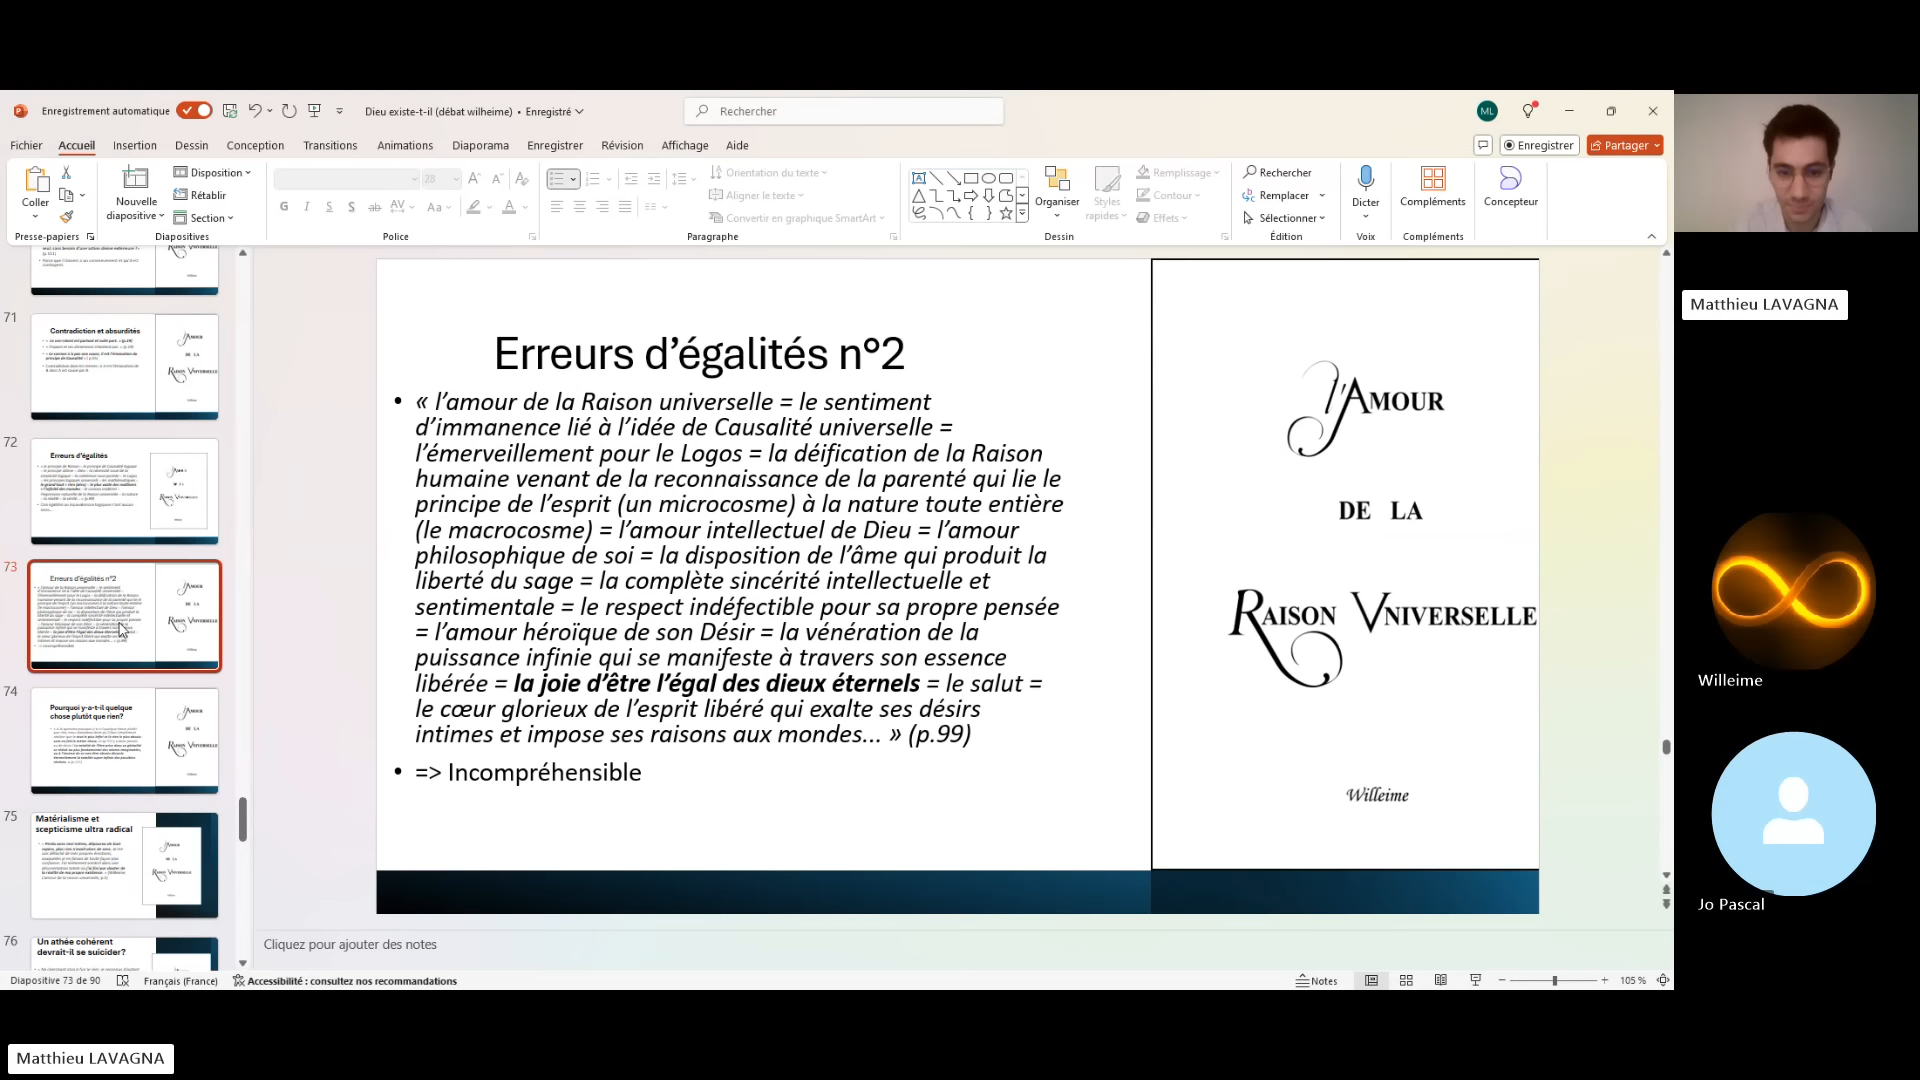 Enregistrement automatique
Dieu existe-t-il (débat wilheime) • Enregistré
Rechercher
ML
Fichier
Accueil
Insertion
Dessin
Conception
Transitions
Animations
Diaporama
Enregistrer
Révision
Affichage
Aide
Enregistrer
Partager
Coller
Nouvelle
diapositive
Disposition
Rétablir
Section
28
G I S S ab AV Aa A
Orientation du texte
Aligner le texte
Convertir en graphique SmartArt
Organiser
Styles
rapides
Remplissage
Contour
Effets
Rechercher
Remplacer
Sélectionner
Dicter
Compléments
Concepteur
Presse-papiers
Diapositives
Police
Paragraphe
Dessin
Édition
Voix
Compléments
71
Contradiction et absurdités
72
Erreurs d'égalités
73
Erreurs d'égalités n°2
74
Pourquoi y-a-t-il quelque
chose plutôt que rien?
75
Matérialisme et
scepticisme ultra radical
76
Un athée cohérent
devrait-il se suicider?
Erreurs d'égalités n°2
• « l'amour de la Raison universelle = le sentiment
d'immanence lié à l'idée de Causalité universelle =
l'émerveillement pour le Logos = la déification de la Raison
humaine venant de la reconnaissance de la parenté qui lie le
principe de l'esprit (un microcosme) à la nature toute entière
(le macrocosme) = l'amour intellectuel de Dieu = l'amour
philosophique de soi = la disposition de l'âme qui produit la
liberté du sage = la complète sincérité intellectuelle et
sentimentale = le respect indéfectible pour sa propre pensée
= l'amour héroïque de son Désir = la vénération de la
puissance infinie qui se manifeste à travers son essence
libérée = la joie d'être l'égal des dieux éternels = le salut =
le cœur glorieux de l'esprit libéré qui exalte ses désirs
intimes et impose ses raisons aux mondes... » (p.99)
• => Incompréhensible
l'AMOUR
DE LA
RAISON VNIVERSELLE
Willeime
Cliquez pour ajouter des notes
Diapositive 73 de 90
Français (France)
Accessibilité : consultez nos recommandations
Notes
105 %
Matthieu LAVAGNA
Willeime
Jo Pascal
Matthieu LAVAGNA